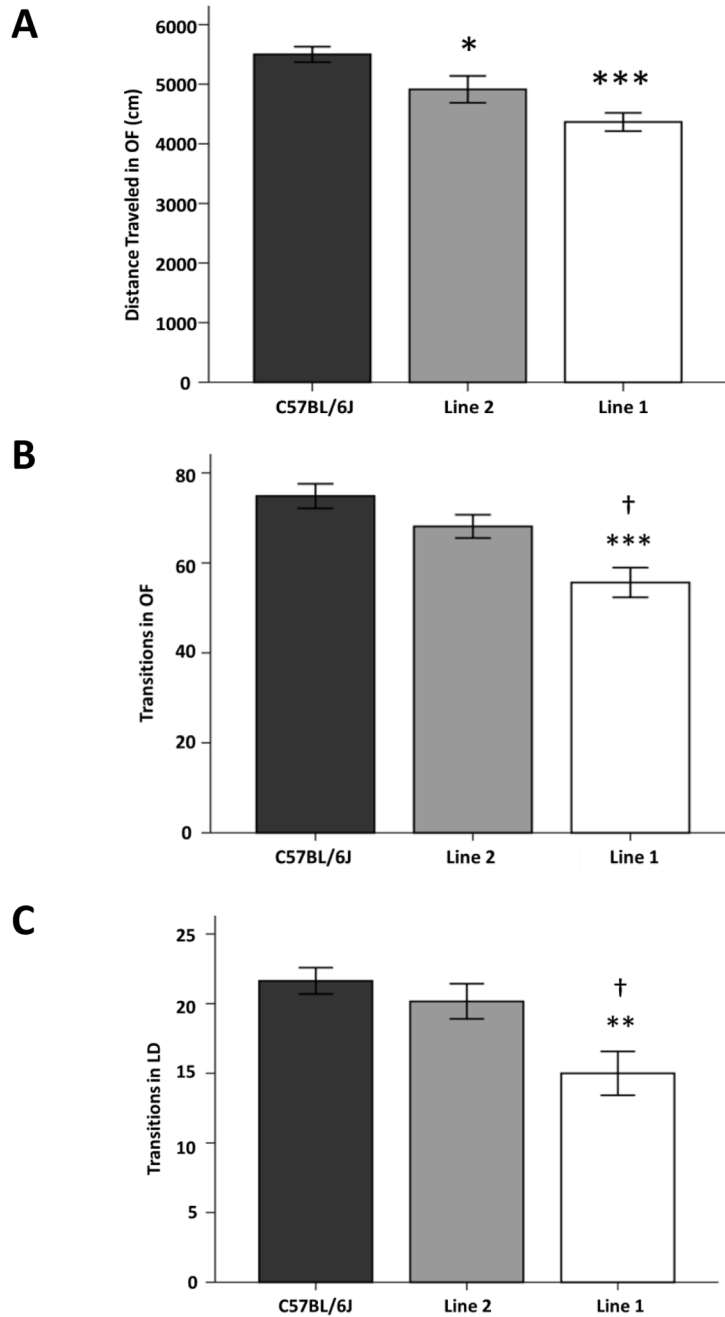 A
Distance Traveled in OF (cm)
6000
5000
4000
3000
2000
1000
0
*
***
C57BL/6J Line 2 Line 1
B
Transitions in OF
80
60
40
20
0
†
***
C57BL/6J Line 2 Line 1
C
Transitions in LD
25
20
15
10
5
0
†
**
C57BL/6J Line 2 Line 1